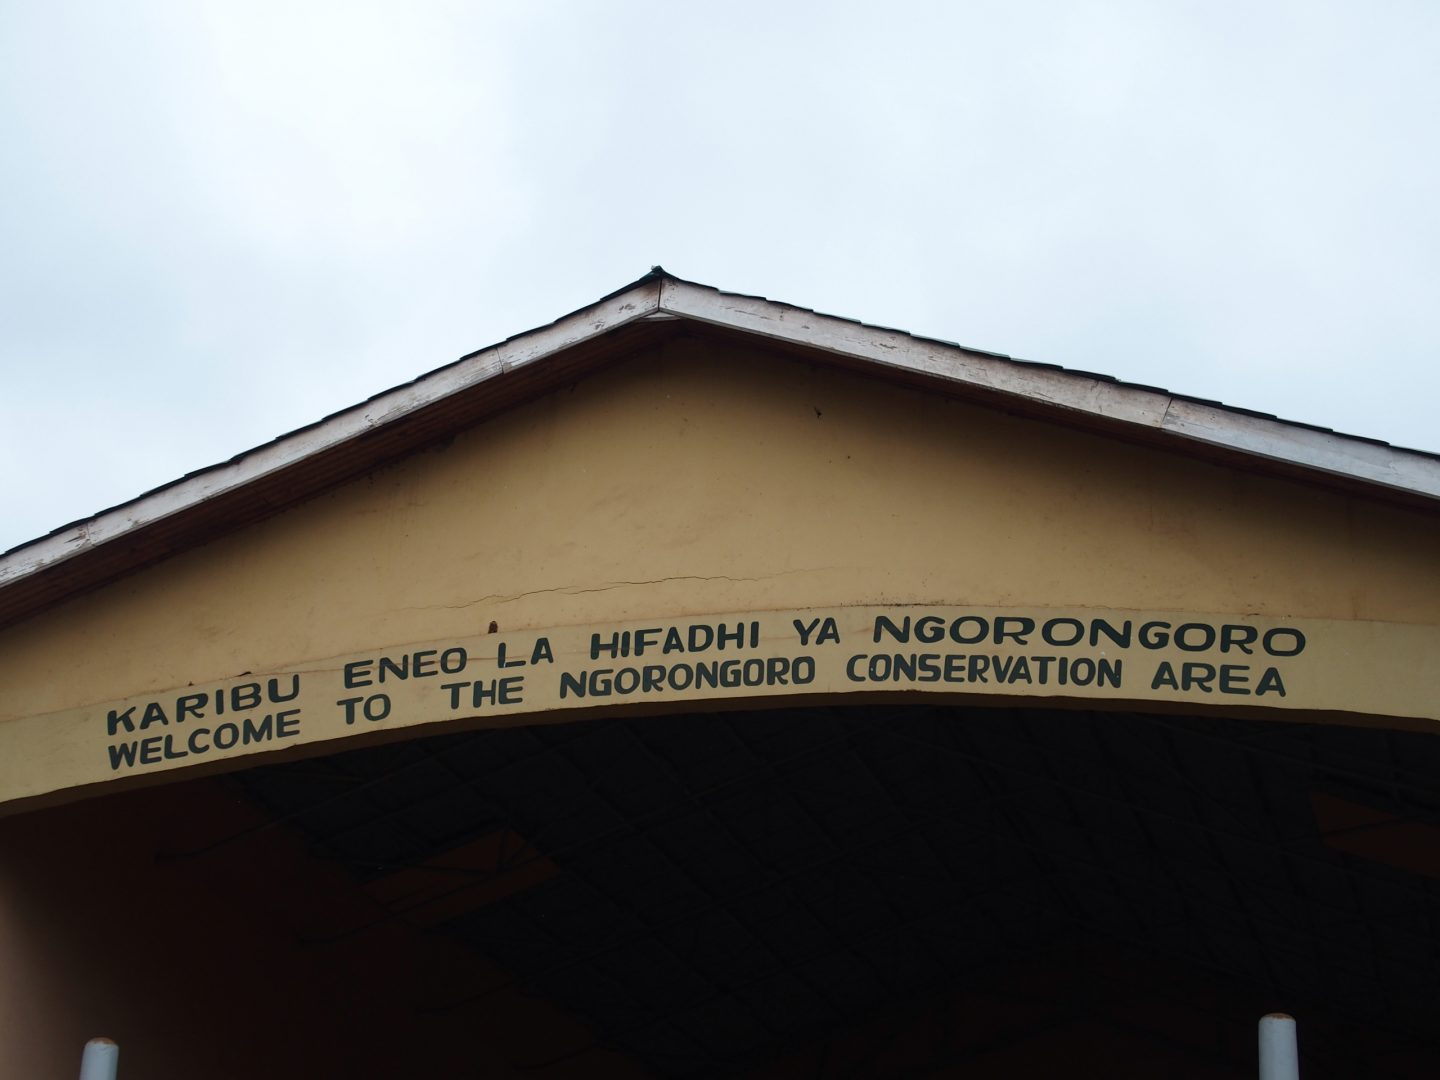 KARIBU ENEO LA HIFADHI YA NGORONGORO
WELCOME TO THE NGORONGORO CONSERVATION AREA